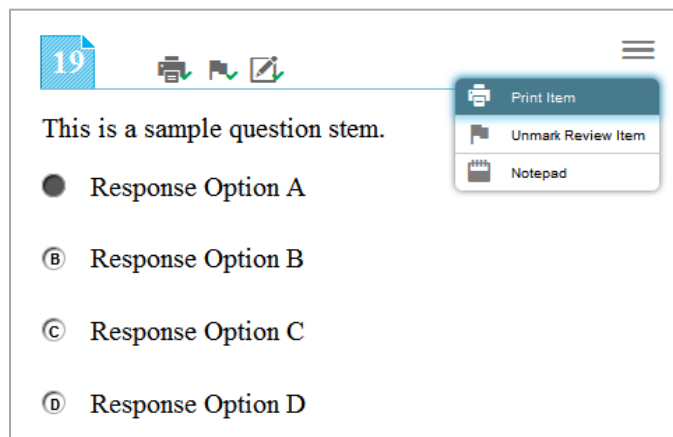 19
Print Item
This is a sample question stem.
Unmark Review Item
Notepad
Response Option A
B Response Option B
C Response Option C
D Response Option D